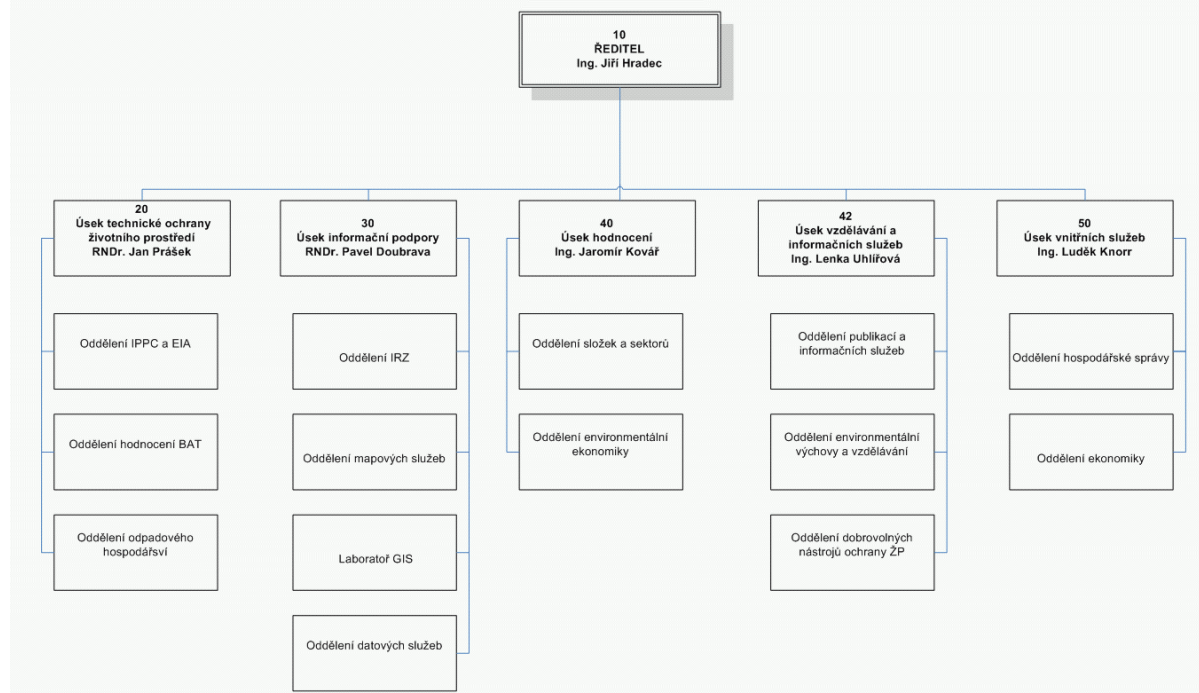 10
ŘEDITEL
Ing. Jiří Hradec
20
Úsek technické ochrany
životního prostředí
RNDr. Jan Prášek
30
Úsek informační podpory
RNDr. Pavel Doubrava
40
Úsek hodnocení
Ing. Jaromír Kovář
42
Úsek vzdělávání a
informačních služeb
Ing. Lenka Uhlířová
50
Úsek vnitřních služeb
Ing. Luděk Knorr
Oddělení IPPC a EIA
Oddělení hodnocení BAT
Oddělení odpadového
hospodářsví
Oddělení IRZ
Oddělení mapových služeb
Laboratoř GIS
Oddělení datových služeb
Oddělení složek a sektorů
Oddělení environmentální
ekonomiky
Oddělení publikací a
informačních služeb
Oddělení environmentální
výchovy a vzdělávání
Oddělení dobrovolných
nástrojů ochrany ŽP
Oddělení hospodářské správy
Oddělení ekonomiky